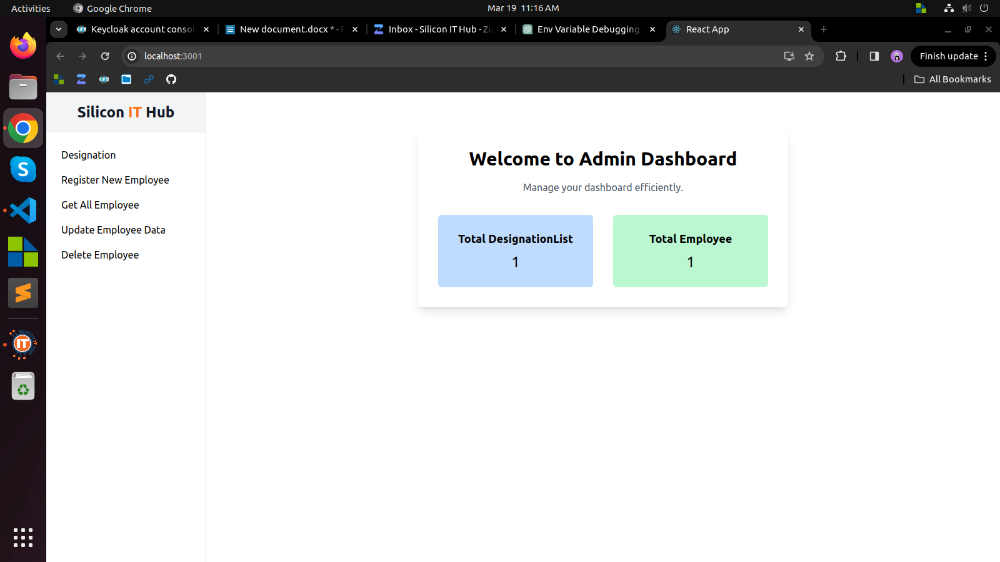 Activities
Google Chrome
Mar 19 11:16 AM
Keycloak account consol
New document.docx * - F
Inbox - Silicon IT Hub - Zu
Env Variable Debugging
React App
localhost:3001
Finish update
All Bookmarks
Silicon IT Hub
Designation
Register New Employee
Get All Employee
Update Employee Data
Delete Employee
Welcome to Admin Dashboard
Manage your dashboard efficiently.
Total DesignationList
1
Total Employee
1
IT